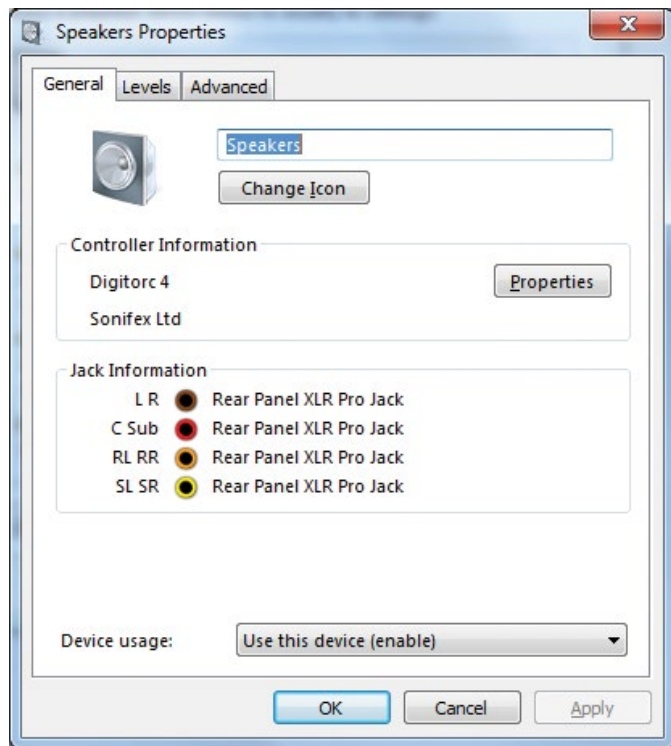 Speakers Properties
General Levels Advanced
Speakers
Change Icon
Controller Information
Digitorc 4 Properties
Sonifex Ltd
Jack Information
L R Rear Panel XLR Pro Jack
C Sub Rear Panel XLR Pro Jack
RL RR Rear Panel XLR Pro Jack
SL SR Rear Panel XLR Pro Jack
Device usage: Use this device (enable)
OK Cancel Apply